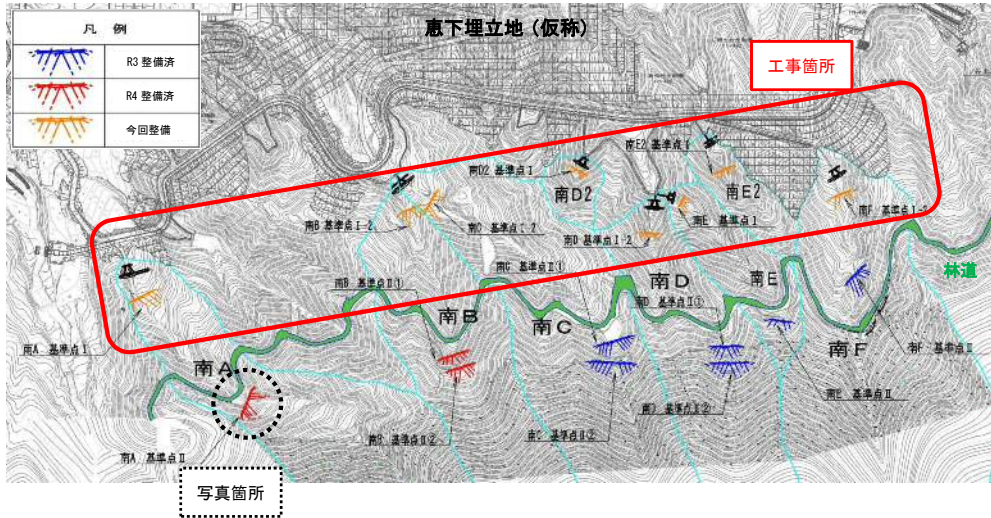 凡 例
R3 整備済
R4 整備済
今回整備
恵下埋立地（仮称）
工事箇所
南E2 基準点Ⅰ
南D2 基準点Ⅰ
南D2
南E2
南B 基準点Ⅰ-2
南C 基準点Ⅰ-2
南E 基準点Ⅰ
南F 基準点Ⅰ-2
南D 基準点Ⅰ-2
林道
南C 基準点Ⅱ①
南B 基準点Ⅱ①
南D
南E
南D 基準点Ⅱ①
南B
南C
南F
南A 基準点Ⅰ
南A
南F 基準点Ⅱ
南E 基準点Ⅱ
南D 基準点Ⅱ②
南B 基準点Ⅱ-2
南C 基準点Ⅱ②
南A 基準点Ⅱ
写真箇所